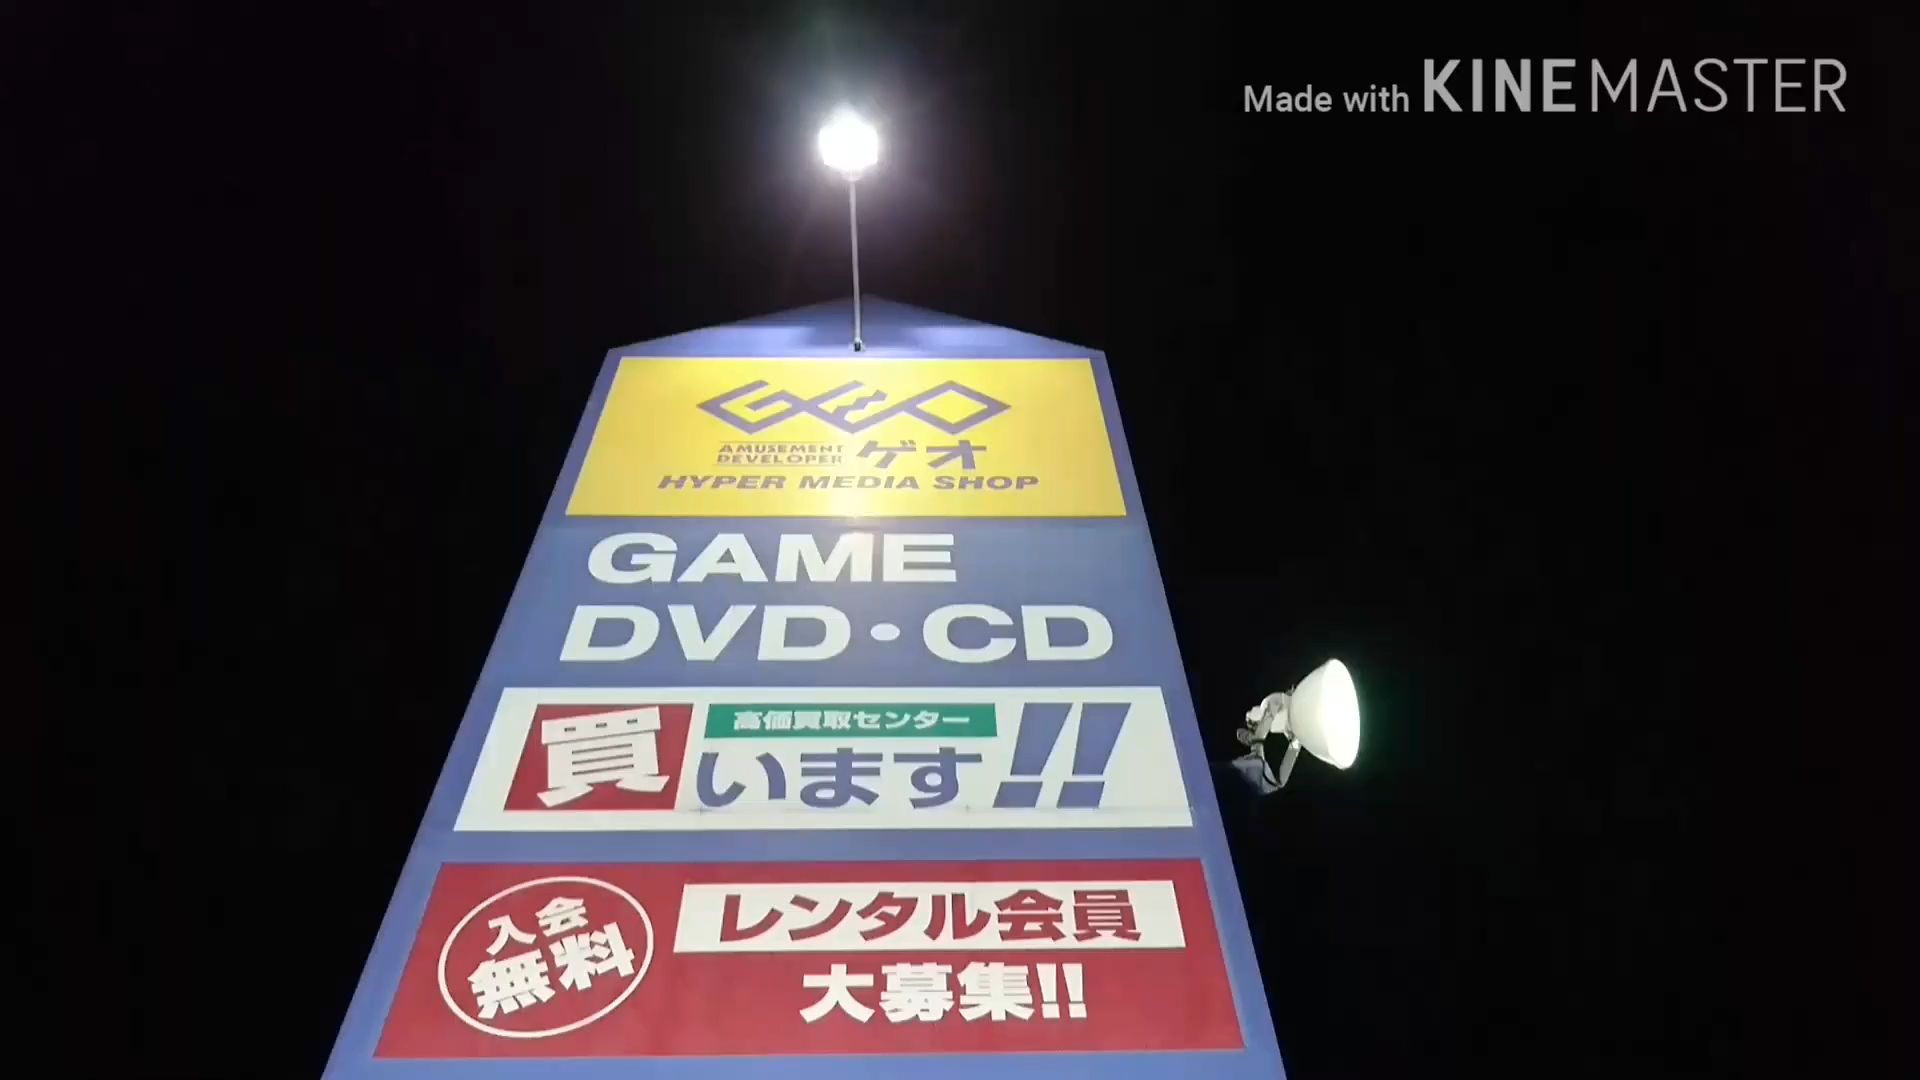 Made with KINEMASTER
GEO
AMUSEMENT
DEVELOPER
ゲオ
HYPER MEDIA SHOP
GAME
DVD・CD
高価買取センター
買います!!
入会
無料
レンタル会員
大募集!!